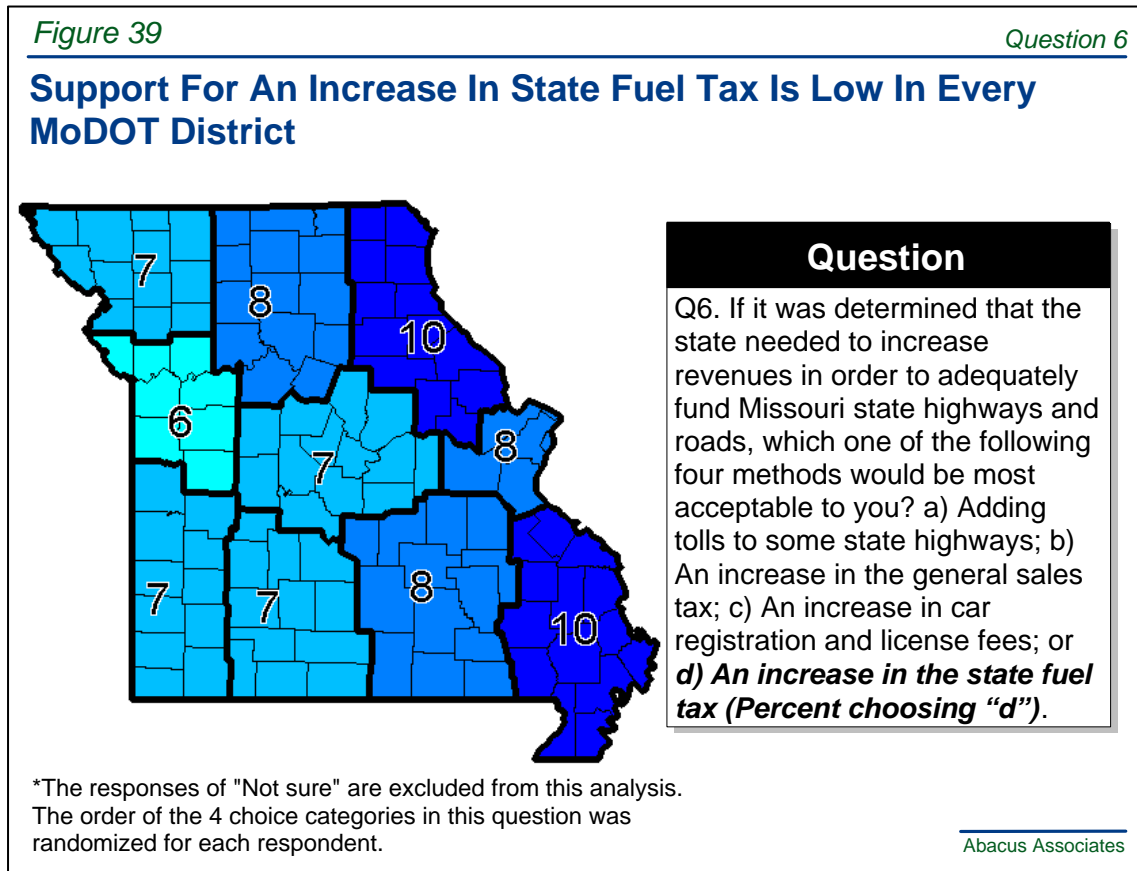 Figure 39
Question 6
Support For An Increase In State Fuel Tax Is Low In Every
MoDOT District
7
8
10
6
7
8
7
7
8
10
Question
Q6. If it was determined that the
state needed to increase
revenues in order to adequately
fund Missouri state highways and
roads, which one of the following
four methods would be most
acceptable to you? a) Adding
tolls to some state highways; b)
An increase in the general sales
tax; c) An increase in car
registration and license fees; or
d) An increase in the state fuel
tax (Percent choosing “d”).
*The responses of "Not sure" are excluded from this analysis.
The order of the 4 choice categories in this question was
randomized for each respondent.
Abacus Associates